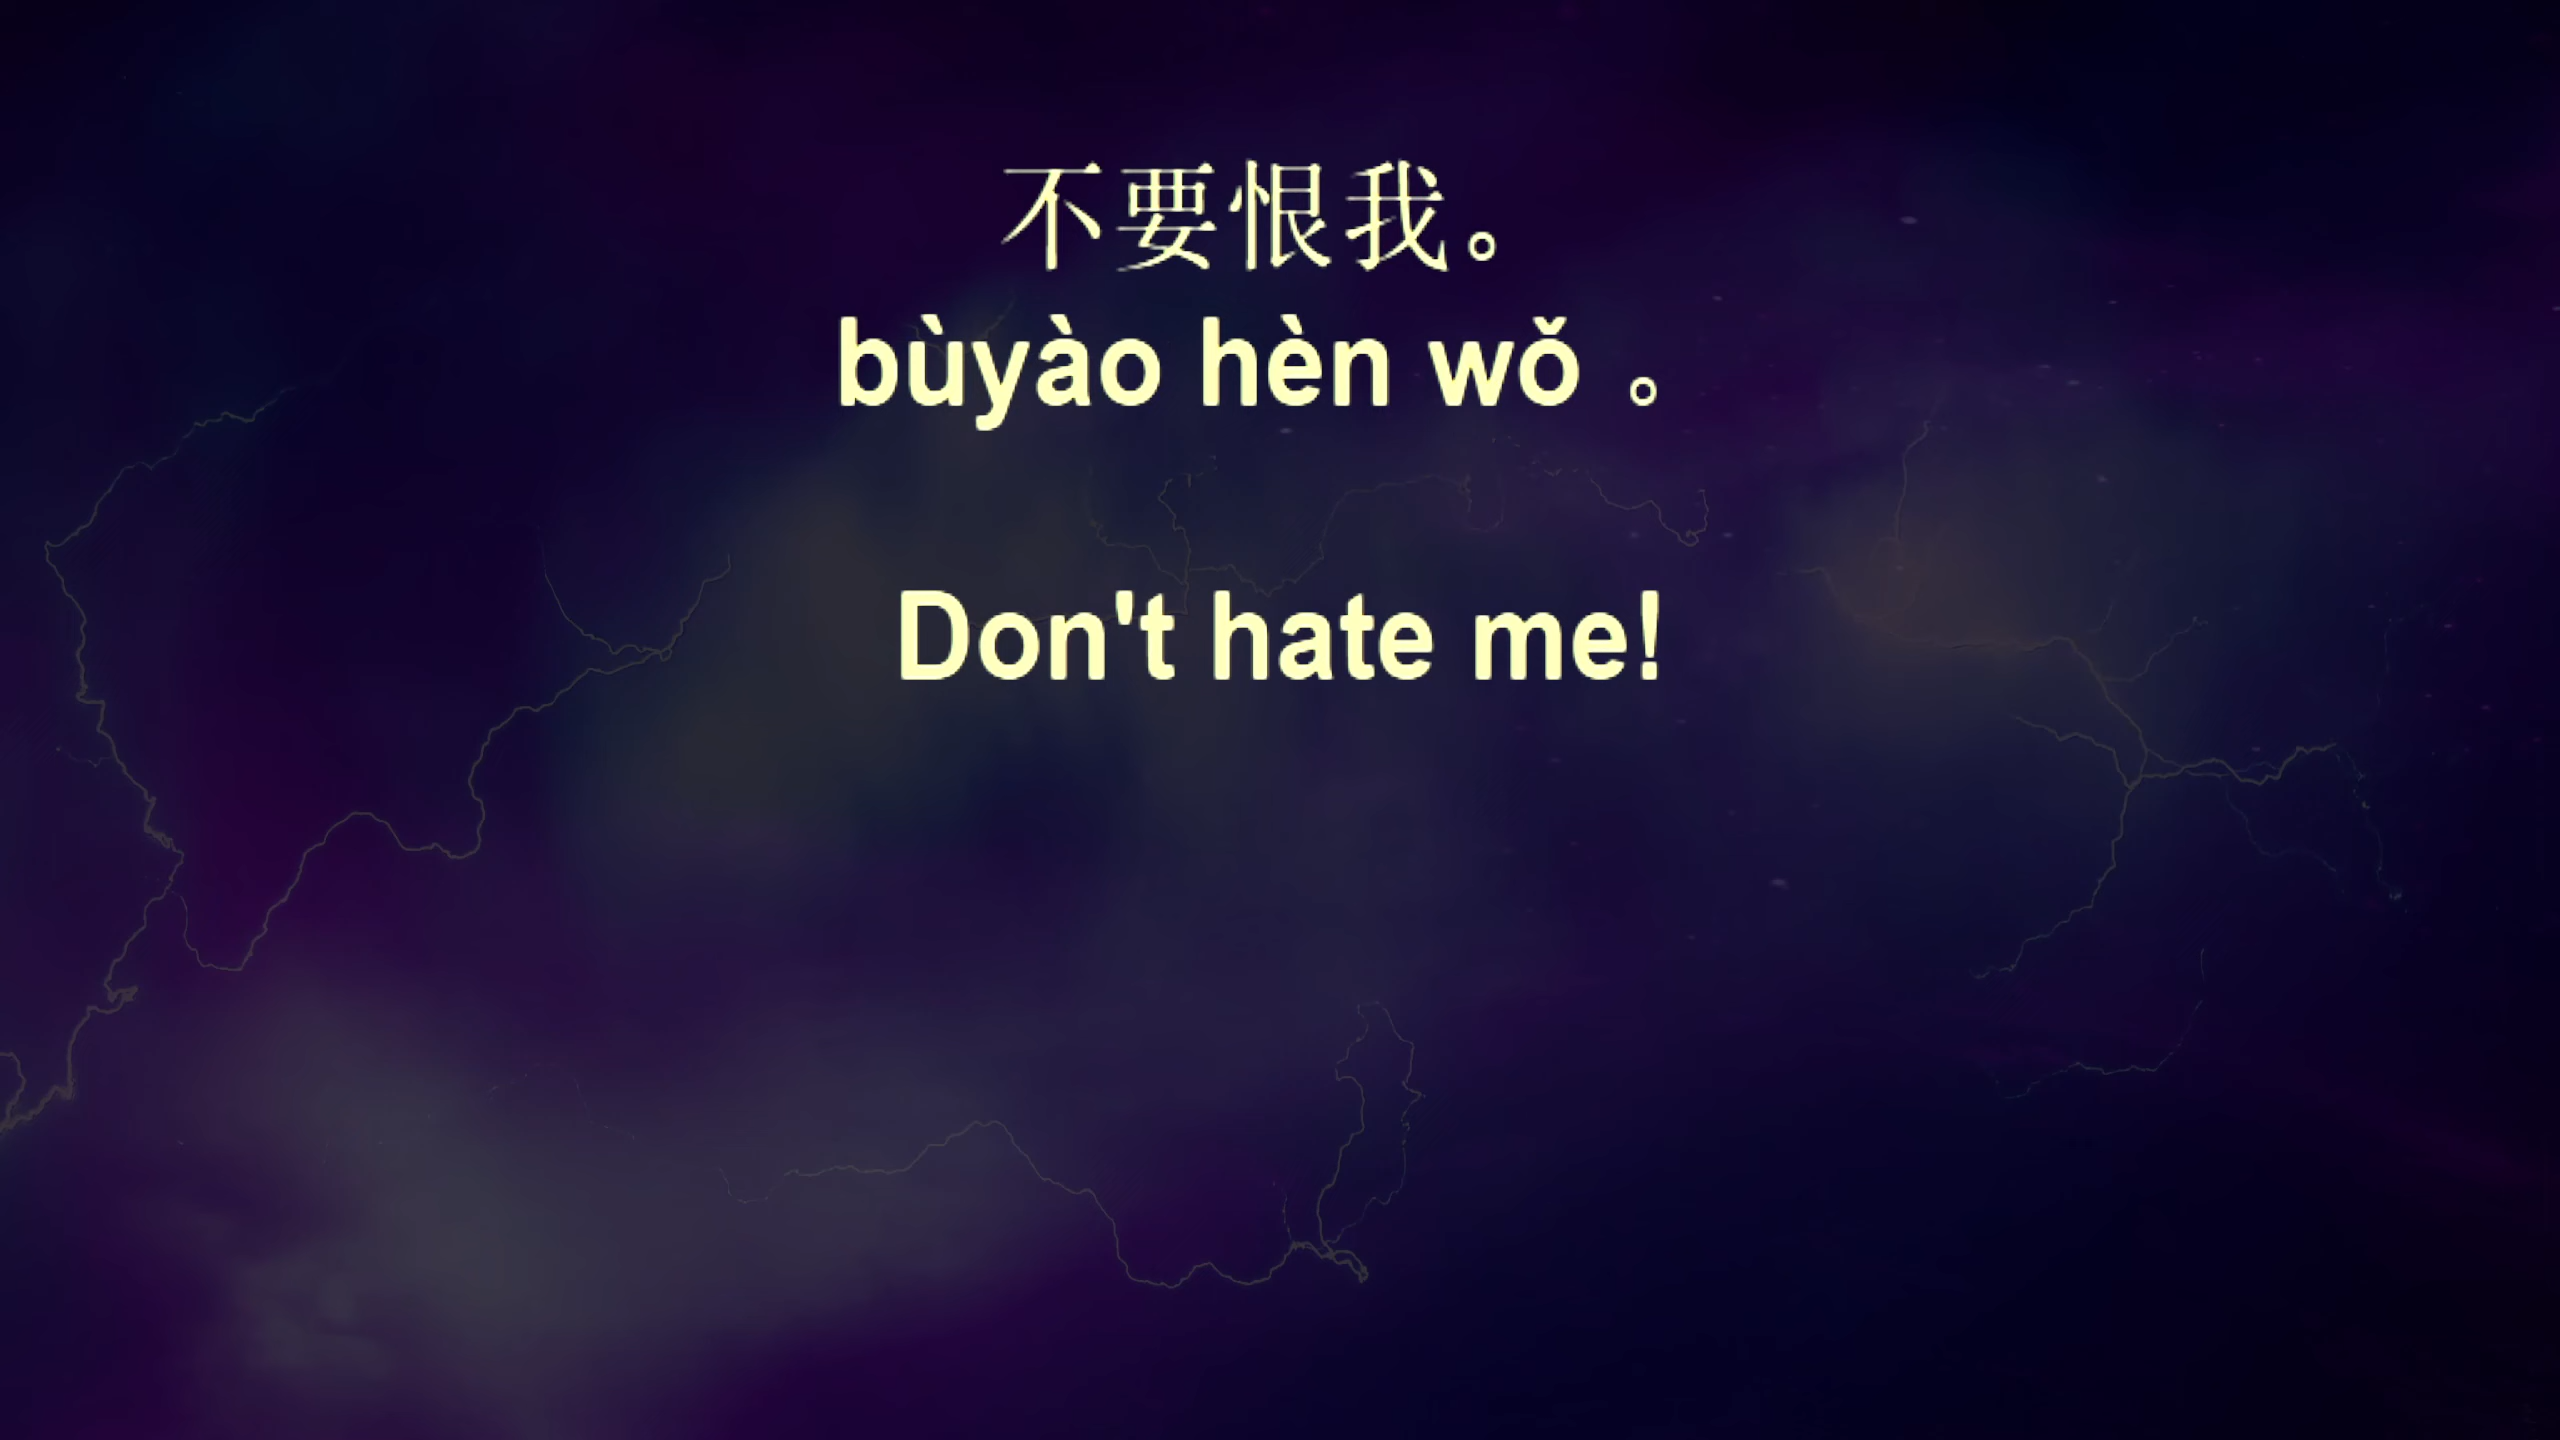 不要恨我。
bùyào hèn wǒ 。
Don't hate me!